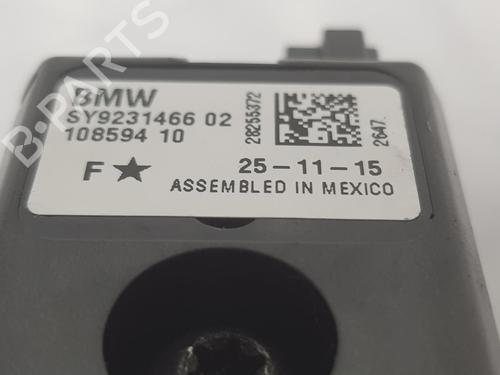 BMW
SY9231466 02
108594 10
F★
25-11-15
ASSEMBLED IN MEXICO
28255372
2647.
B-Parts